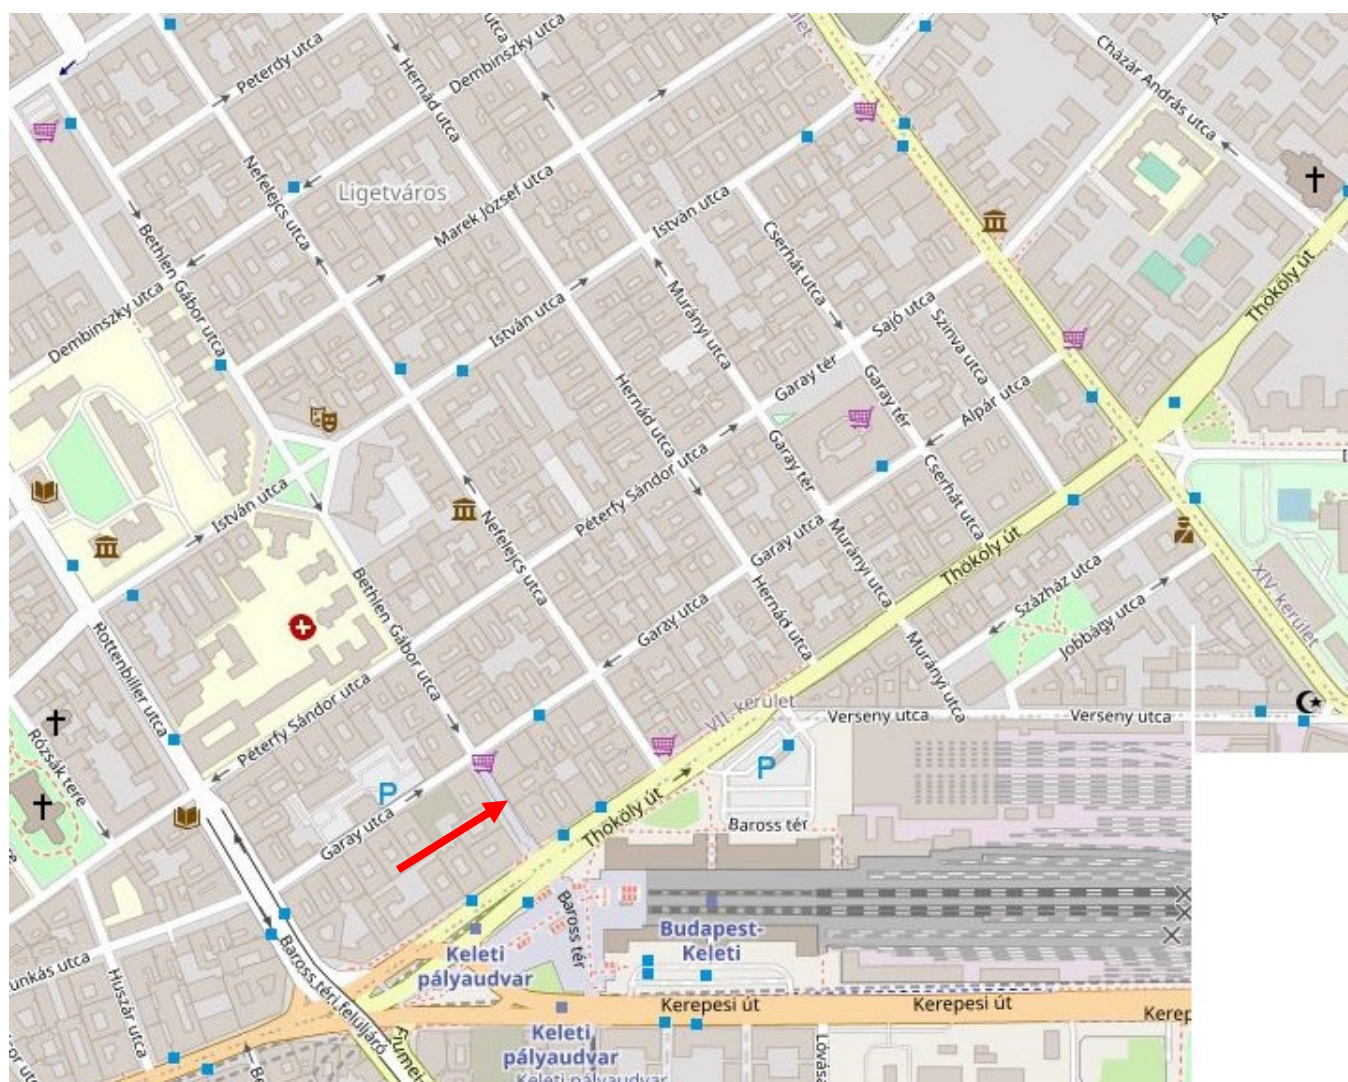 Peterdy utca
Hernád utca
Dembinszky utca
Cházár András utca
Nefelejcs utca
Ligetváros
Marek József utca
István utca
Bethlen Gábor utca
Cserhát utca
Dembinszky utca
István utca
Murányi utca
Sajó utca
Szinva utca
Thököly út
Garay tér
Garay tér
Alpár utca
Hernád utca
Garay tér
Cserhát utca
Péterfy Sándor utca
István utca
Nefelejcs utca
Garay utca
Murányi utca
Thököly út
Százház utca
XIV. kerület
Bethlen Gábor utca
Hernád utca
Garay utca
Jobbágy utca
Rottenbiller utca
Murányi utca
Péterfy Sándor utca
VII. kerület
Verseny utca
Verseny utca
Rózsák tere
P
P
Garay utca
Thököly út
Baross tér
Baross tér
Budapest-
Keleti
Keleti
pályaudvar
Baross téri felüljáró
Huszár utca
Kerepesi út
Kerepesi út
Kerep
Keleti
pályaudvar
Keleti pályaudvar
Fiumei